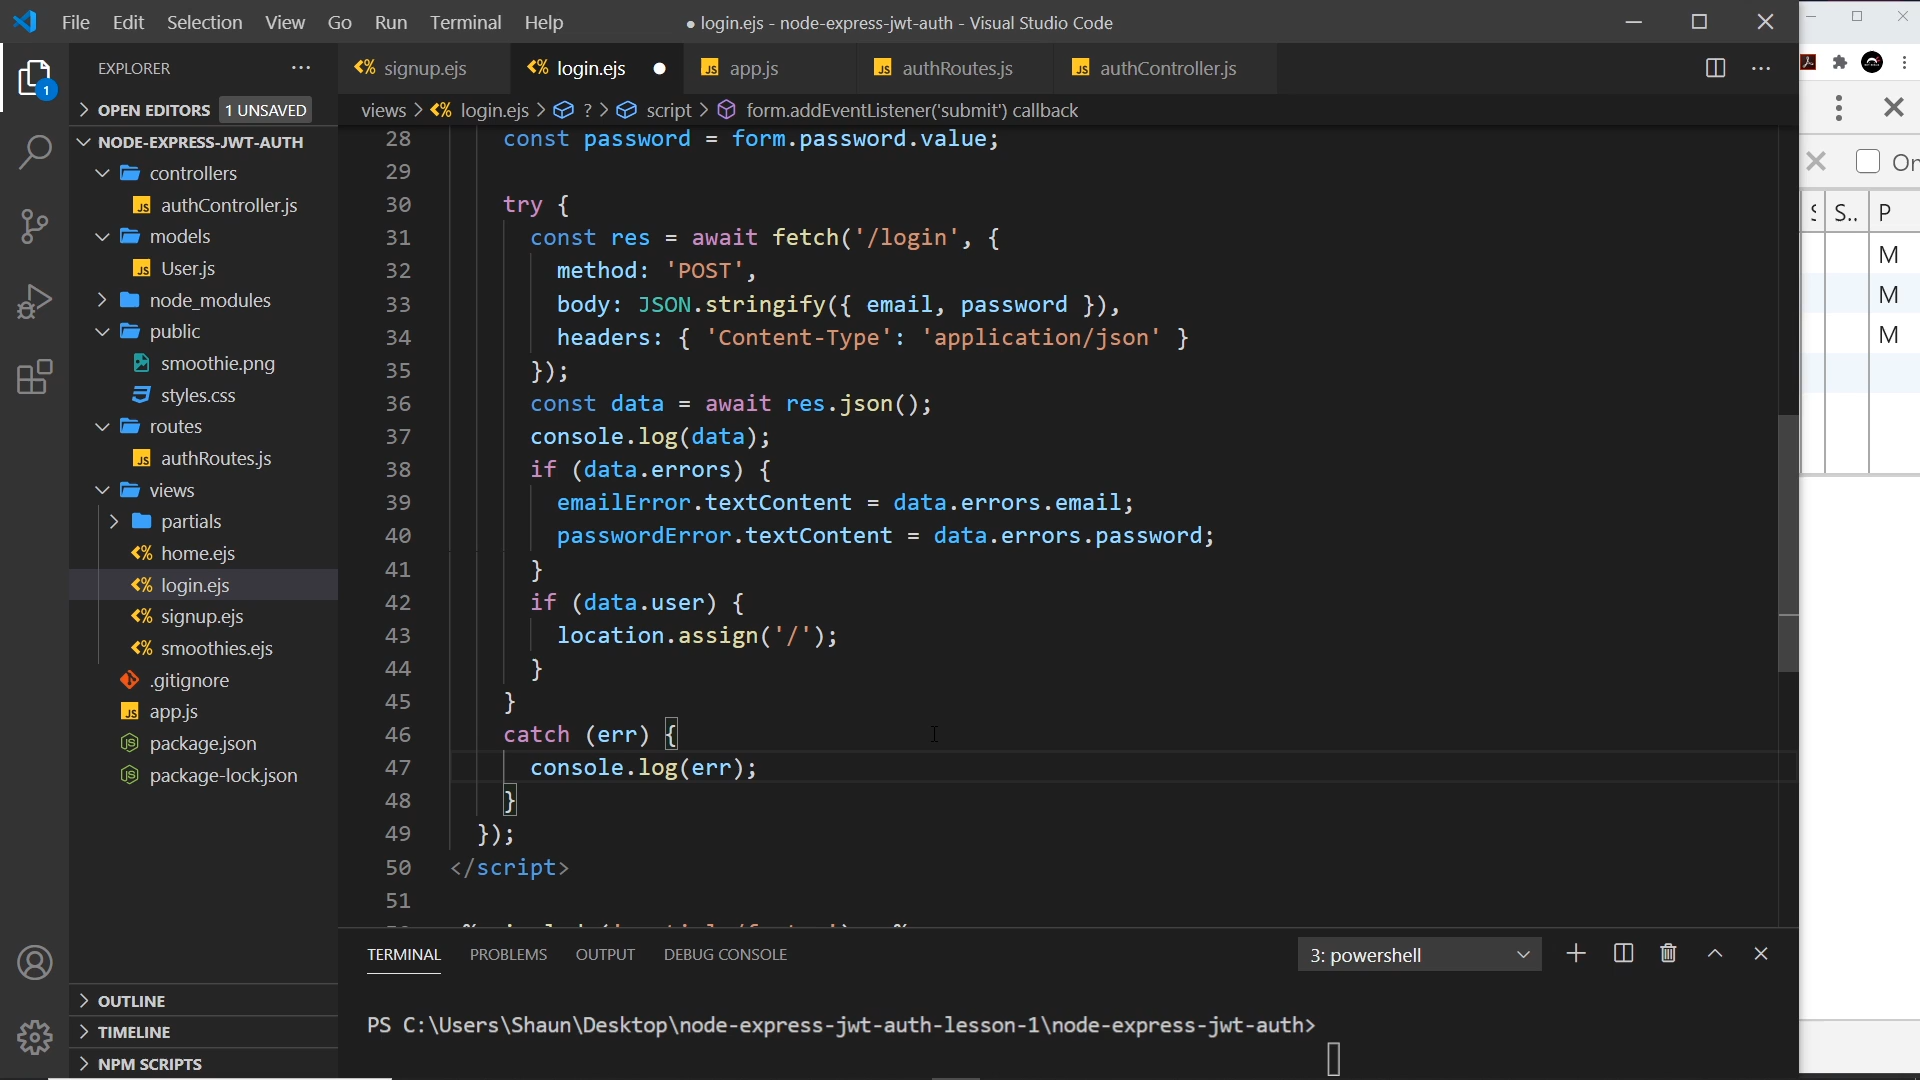 File Edit Selection View Go Run Terminal Help
● login.ejs - node-express-jwt-auth - Visual Studio Code
EXPLORER
signup.ejs login.ejs app.js authRoutes.js authController.js
OPEN EDITORS 1 UNSAVED
views > login.ejs > ? > script > form.addEventListener('submit') callback
NODE-EXPRESS-JWT-AUTH
controllers
authController.js
models
User.js
node_modules
public
smoothie.png
styles.css
routes
authRoutes.js
views
partials
home.ejs
login.ejs
signup.ejs
smoothies.ejs
.gitignore
app.js
package.json
package-lock.json
OUTLINE
TIMELINE
NPM SCRIPTS
1
28 const password = form.password.value;
29
30 try {
31 const res = await fetch('/login', {
32 method: 'POST',
33 body: JSON.stringify({ email, password }),
34 headers: { 'Content-Type': 'application/json' }
35 });
36 const data = await res.json();
37 console.log(data);
38 if (data.errors) {
39 emailError.textContent = data.errors.email;
40 passwordError.textContent = data.errors.password;
41 }
42 if (data.user) {
43 location.assign('/');
44 }
45 }
46 catch (err) {
47 console.log(err);
48 }
49 });
50 </script>
51
TERMINAL PROBLEMS OUTPUT DEBUG CONSOLE
3: powershell
PS C:\Users\Shaun\Desktop\node-express-jwt-auth-lesson-1\node-express-jwt-auth>
S.. P
M
M
M